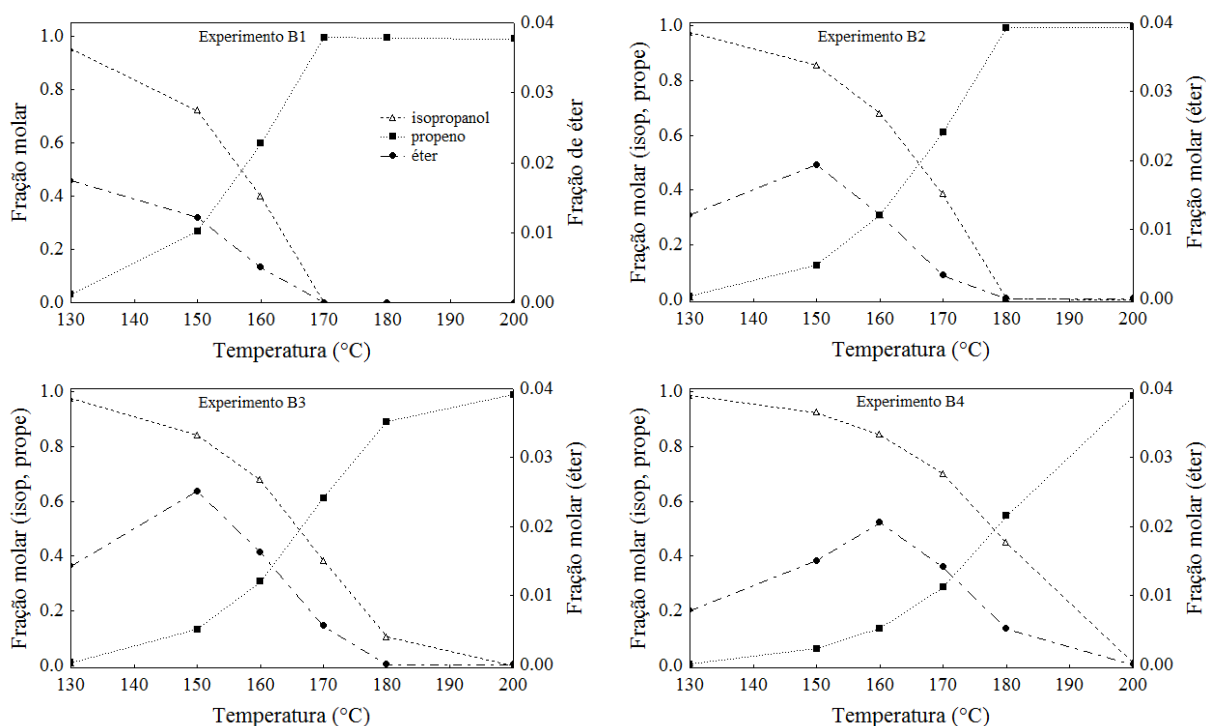 Experimento B1
Fração molar
1.0
0.8
0.6
0.4
0.2
0.0
isopropanol
propeno
éter
0.04
0.03
0.02
0.01
0.00
Fração de éter
130 140 150 160 170 180 190 200
Temperatura (°C)
Experimento B2
Fração molar (isop, prope)
1.0
0.8
0.6
0.4
0.2
0.0
0.04
0.03
0.02
0.01
0.00
Fração molar (éter)
130 140 150 160 170 180 190 200
Temperatura (°C)
Experimento B3
Fração molar (isop, prope)
1.0
0.8
0.6
0.4
0.2
0.0
0.04
0.03
0.02
0.01
0.00
Fração molar (éter)
130 140 150 160 170 180 190 200
Temperatura (°C)
Experimento B4
Fração molar (isop, prope)
1.0
0.8
0.6
0.4
0.2
0.0
0.04
0.03
0.02
0.01
0.00
Fração molar (éter)
130 140 150 160 170 180 190 200
Temperatura (°C)